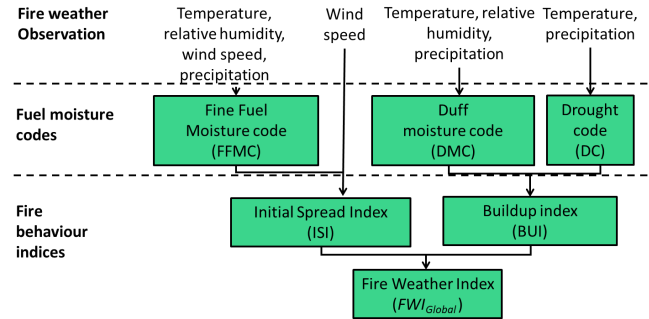 Fire weather
Observation
Temperature,
relative humidity,
wind speed,
precipitation
Wind
speed
Temperature, relative
humidity,
precipitation
Temperature,
precipitation
Fuel moisture
codes
Fine Fuel
Moisture code
(FFMC)
Duff
moisture code
(DMC)
Drought
code
(DC)
Fire
behaviour
indices
Initial Spread Index
(ISI)
Buildup index
(BUI)
Fire Weather Index
(FWI_Global)